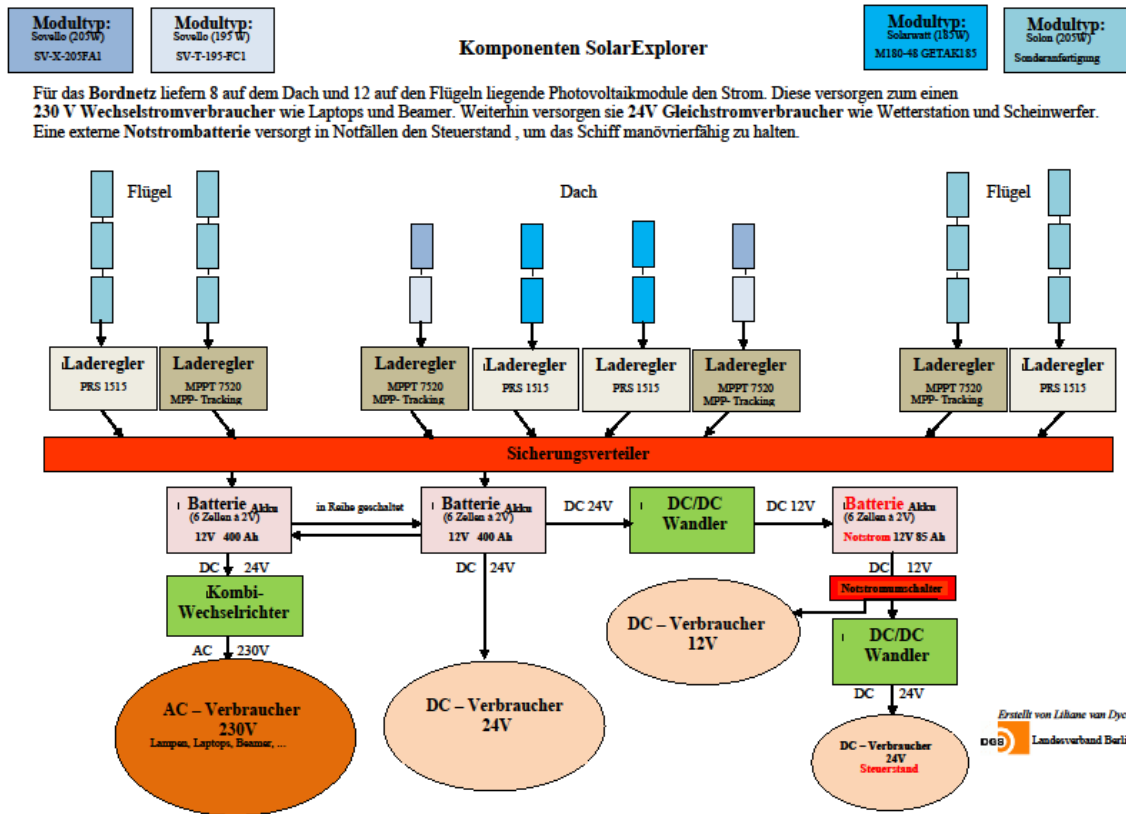 Modultyp:
Sovello (205W)
SV-X-205FA1
Modultyp:
Sovello (195 W)
SV-T-195-FC1
Komponenten SolarExplorer
Modultyp:
Solarwatt (185W)
M180-48 GETAK185
Modultyp:
Solon (205W)
Sonderanfertigung
Für das Bordnetz liefern 8 auf dem Dach und 12 auf den Flügeln liegende Photovoltaikmodule den Strom. Diese versorgen zum einen
230 V Wechselstromverbraucher wie Laptops und Beamer. Weiterhin versorgen sie 24V Gleichstromverbraucher wie Wetterstation und Scheinwerfer.
Eine externe Notstrombatterie versorgt in Notfällen den Steuerstand , um das Schiff manövrierfähig zu halten.
Flügel
Dach
Flügel
Laderegler
PRS 1515
Laderegler
MPPT 7520
MPP- Tracking
Laderegler
MPPT 7520
MPP- Tracking
Laderegler
PRS 1515
Laderegler
PRS 1515
Laderegler
MPPT 7520
MPP- Tracking
Laderegler
MPPT 7520
MPP- Tracking
Laderegler
PRS 1515
Sicherungsverteiler
Batterie Akku
(6 Zellen à 2V)
12V 400 Ah
in Reihe geschaltet
Batterie Akku
(6 Zellen à 2V)
12V 400 Ah
DC 24V
DC/DC
Wandler
DC 12V
Batterie Akku
(6 Zellen à 2V)
Notstrom 12V 85 Ah
DC 24V
DC 24V
DC 12V
Kombi-
Wechselrichter
Notstromumschalter
DC – Verbraucher
12V
DC/DC
Wandler
AC 230V
DC 24V
AC – Verbraucher
230V
Lampen, Laptops, Beamer, ...
DC – Verbraucher
24V
DC – Verbraucher
24V
Steuerstand
Erstellt von Liliane van Dyc
DGS Landesverband Berli